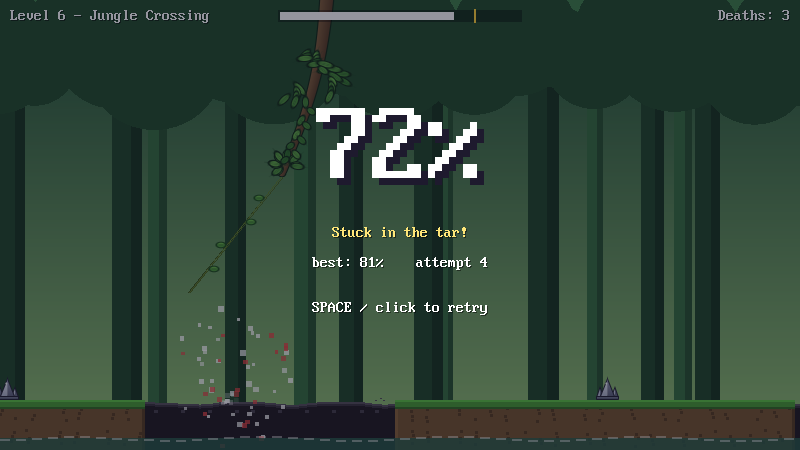 Level 6 - Jungle Crossing
Deaths: 3
72%
Stuck in the tar!
best: 81% attempt 4
SPACE / click to retry